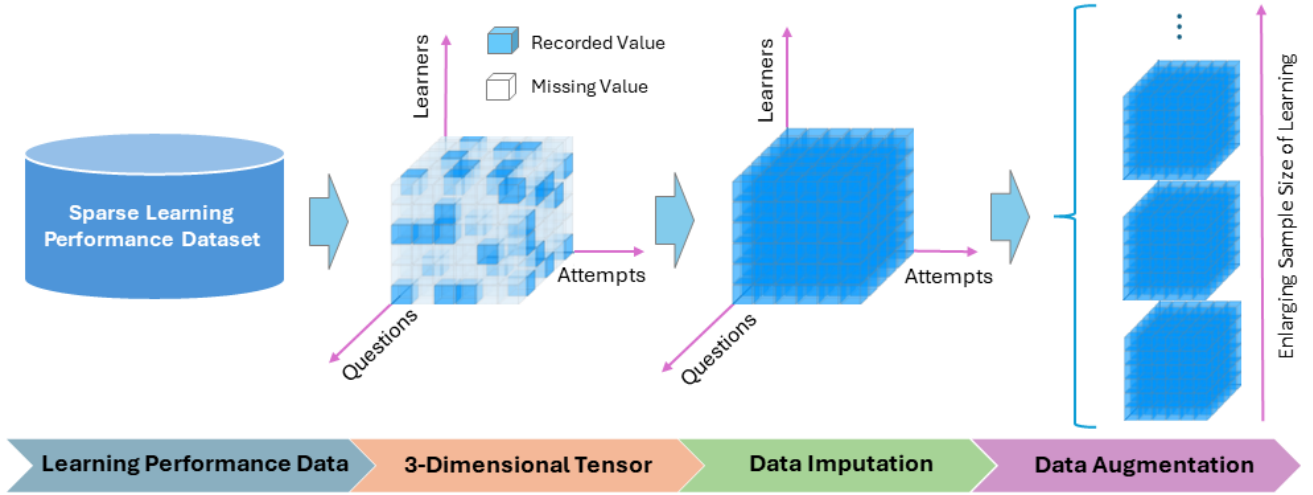 Recorded Value
Missing Value
Learners
Sparse Learning
Performance Dataset
Attempts
Questions
Learners
Attempts
Questions
Enlarging Sample Size of Learning
Learning Performance Data
3-Dimensional Tensor
Data Imputation
Data Augmentation